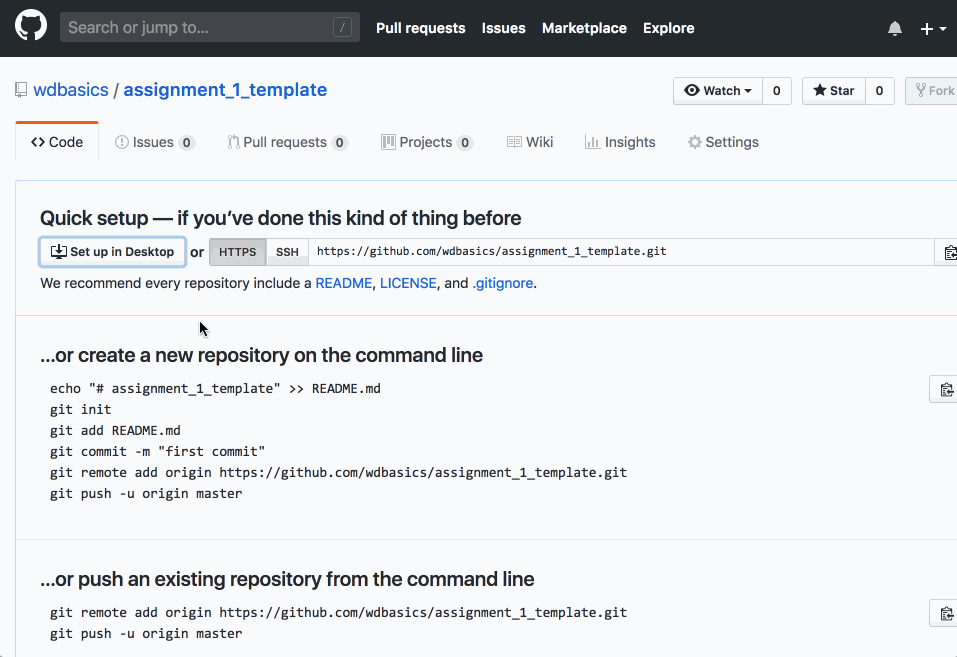 Search or jump to... / Pull requests Issues Marketplace Explore
wdbasics / assignment_1_template Watch 0 Star 0 Fork
Code Issues 0 Pull requests 0 Projects 0 Wiki Insights Settings
Quick setup — if you’ve done this kind of thing before
Set up in Desktop or HTTPS SSH https://github.com/wdbasics/assignment_1_template.git
We recommend every repository include a README, LICENSE, and .gitignore.
…or create a new repository on the command line
echo "# assignment_1_template" >> README.md
git init
git add README.md
git commit -m "first commit"
git remote add origin https://github.com/wdbasics/assignment_1_template.git
git push -u origin master
…or push an existing repository from the command line
git remote add origin https://github.com/wdbasics/assignment_1_template.git
git push -u origin master